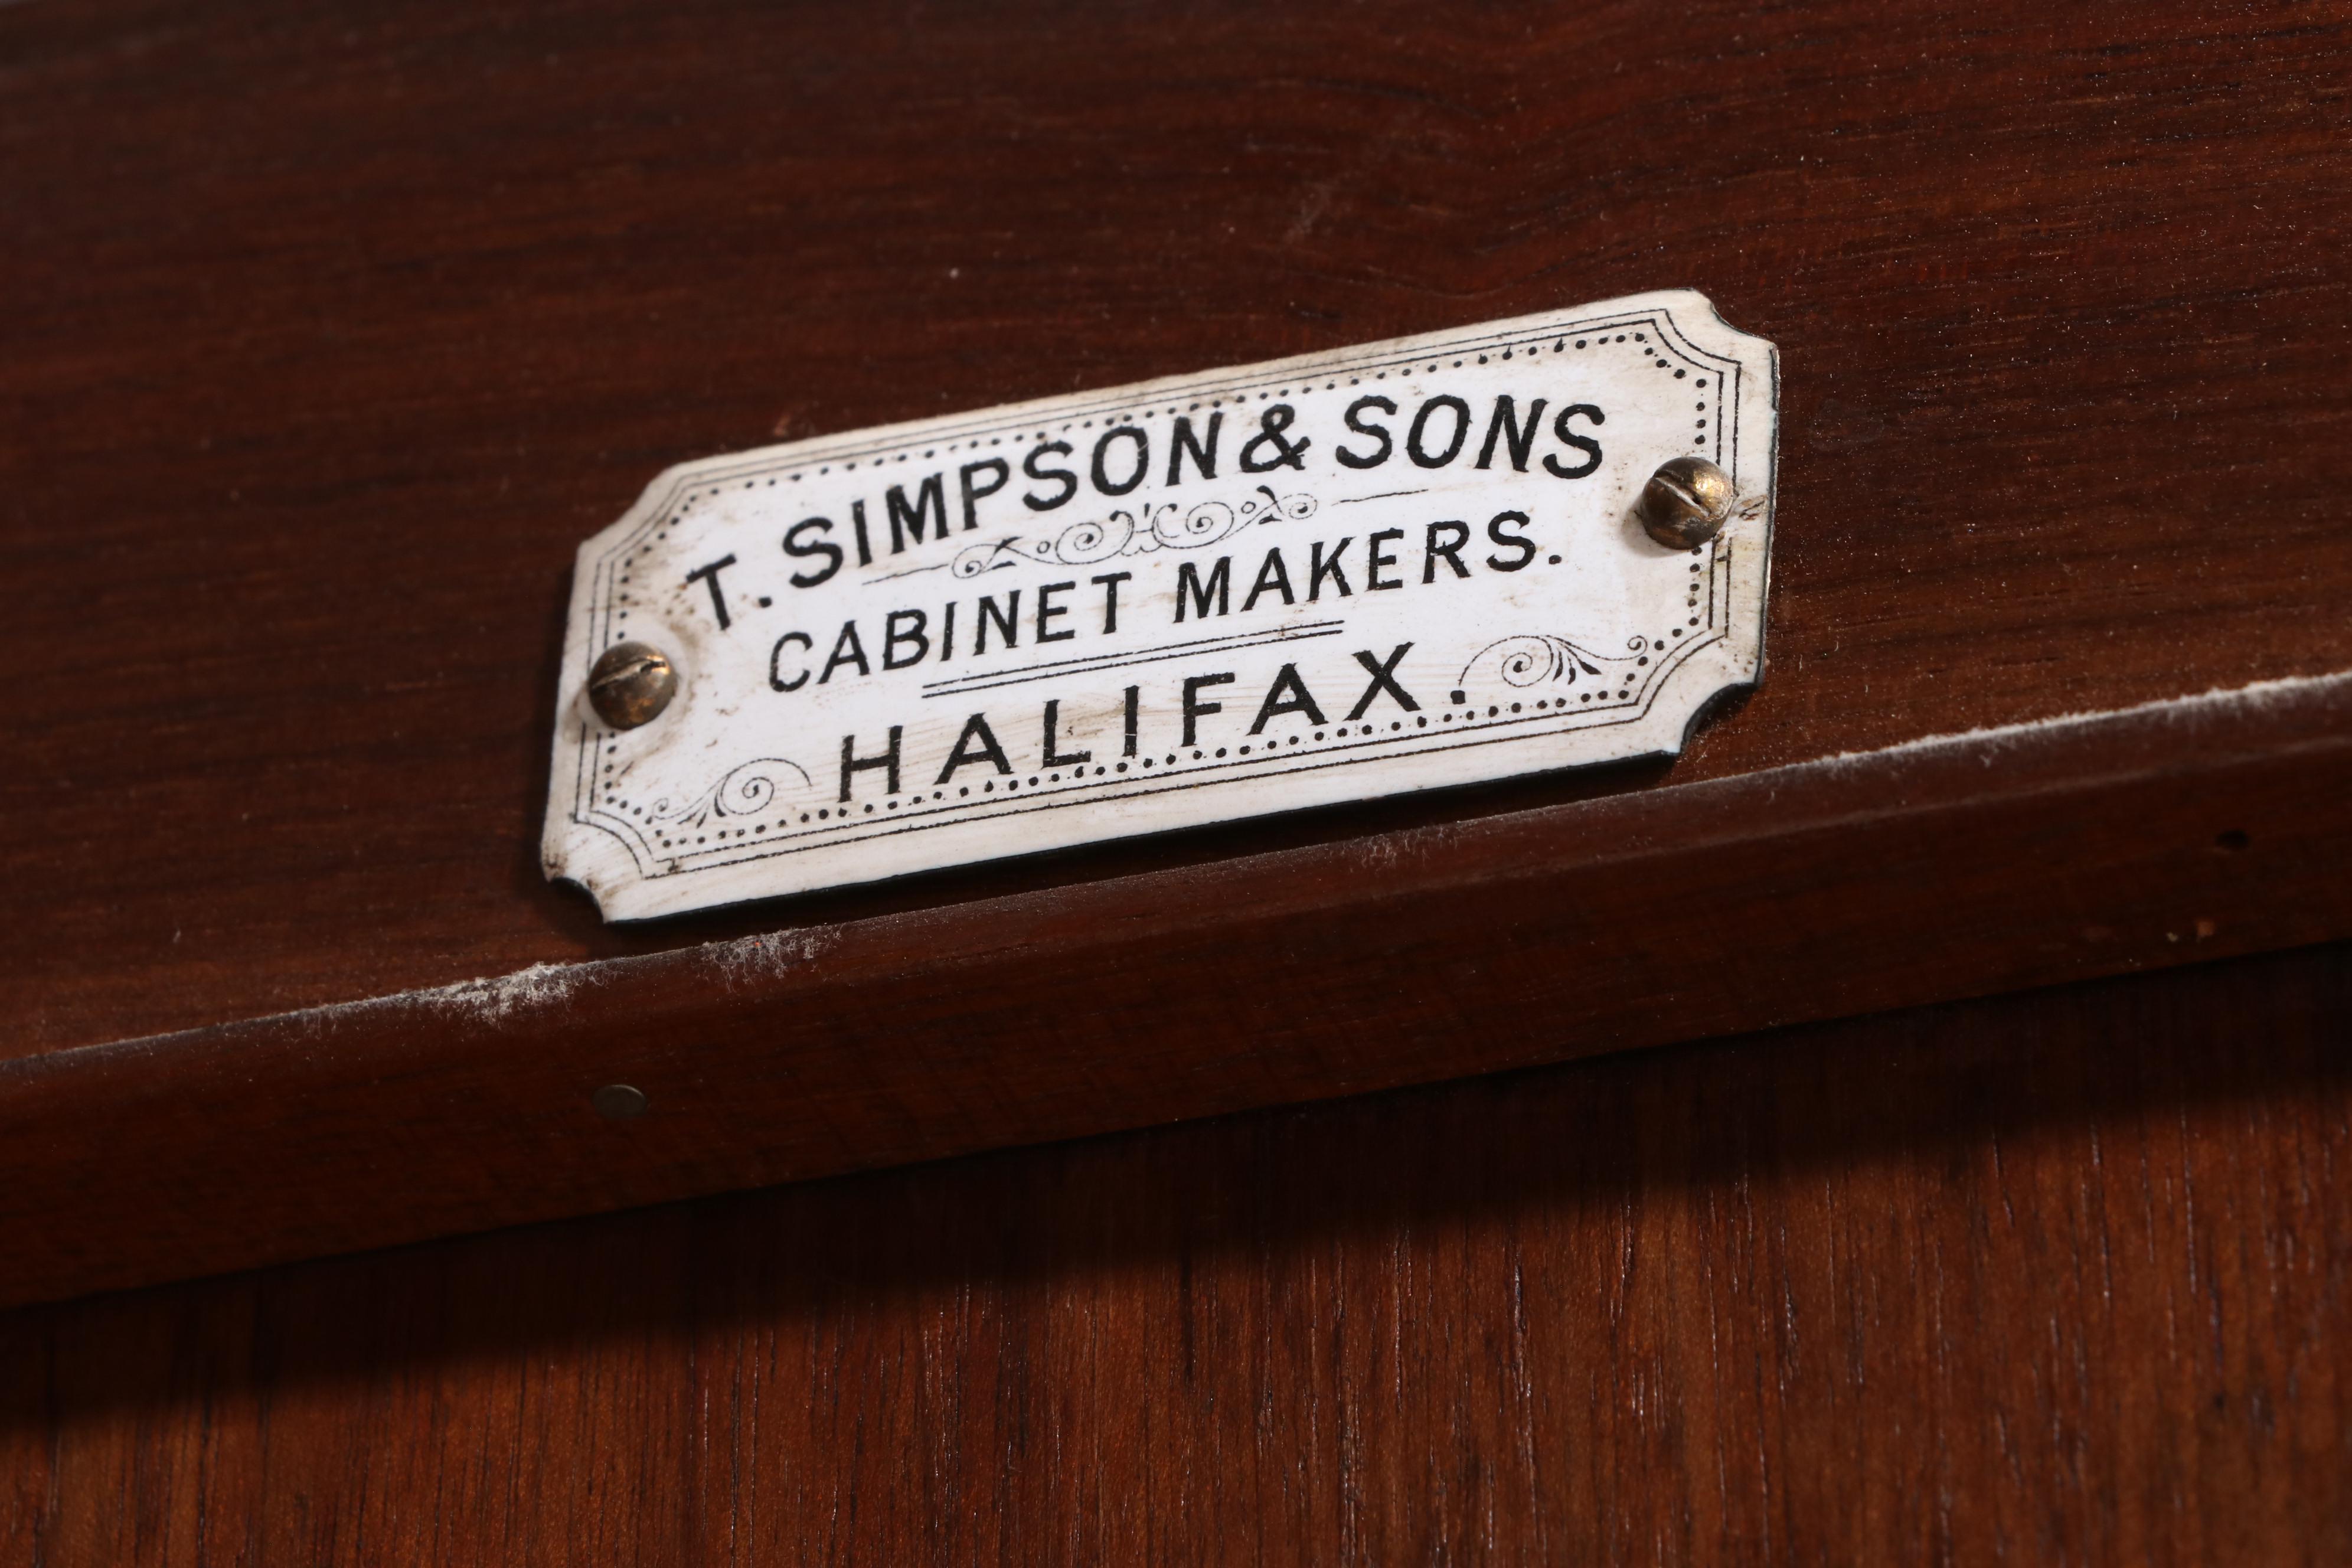 T. SIMPSON & SONS
CABINET MAKERS.
HALIFAX.